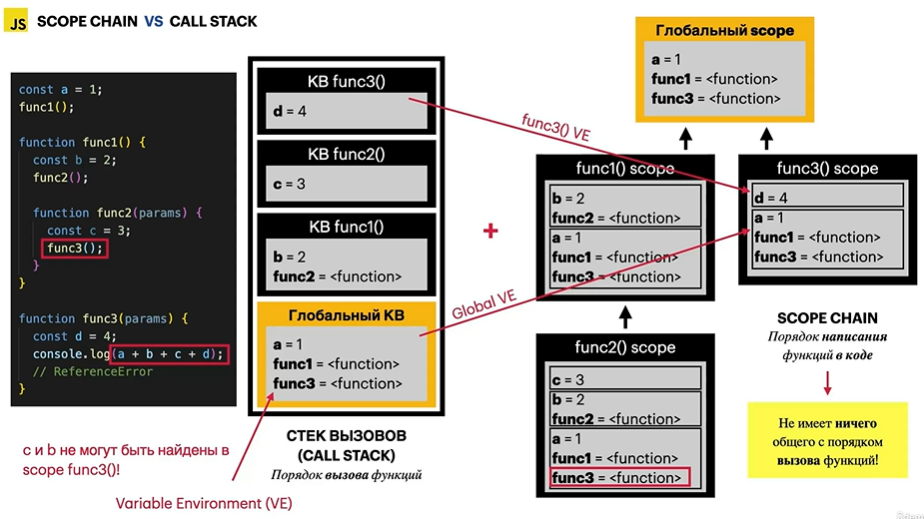 JS SCOPE CHAIN VS CALL STACK
const a = 1;
func1();
function func1() {
const b = 2;
func2();
function func2(params) {
const c = 3;
func3();
}
}
function func3(params) {
const d = 4;
console.log(a + b + c + d);
// ReferenceError
}
с и b не могут быть найдены в
scope func3()!
Variable Environment (VE)
КВ func3()
d = 4
КВ func2()
c = 3
КВ func1()
b = 2
func2 = <function>
Глобальный КВ
a = 1
func1 = <function>
func3 = <function>
СТЕК ВЫЗОВОВ
(CALL STACK)
Порядок вызова функций
+
func3() VE
Global VE
Глобальный scope
a = 1
func1 = <function>
func3 = <function>
func1() scope
b = 2
func2 = <function>
a = 1
func1 = <function>
func3 = <function>
func2() scope
c = 3
b = 2
func2 = <function>
a = 1
func1 = <function>
func3 = <function>
func3() scope
d = 4
a = 1
func1 = <function>
func3 = <function>
SCOPE CHAIN
Порядок написания
функций в коде
Не имеет ничего
общего с порядком
вызова функций!